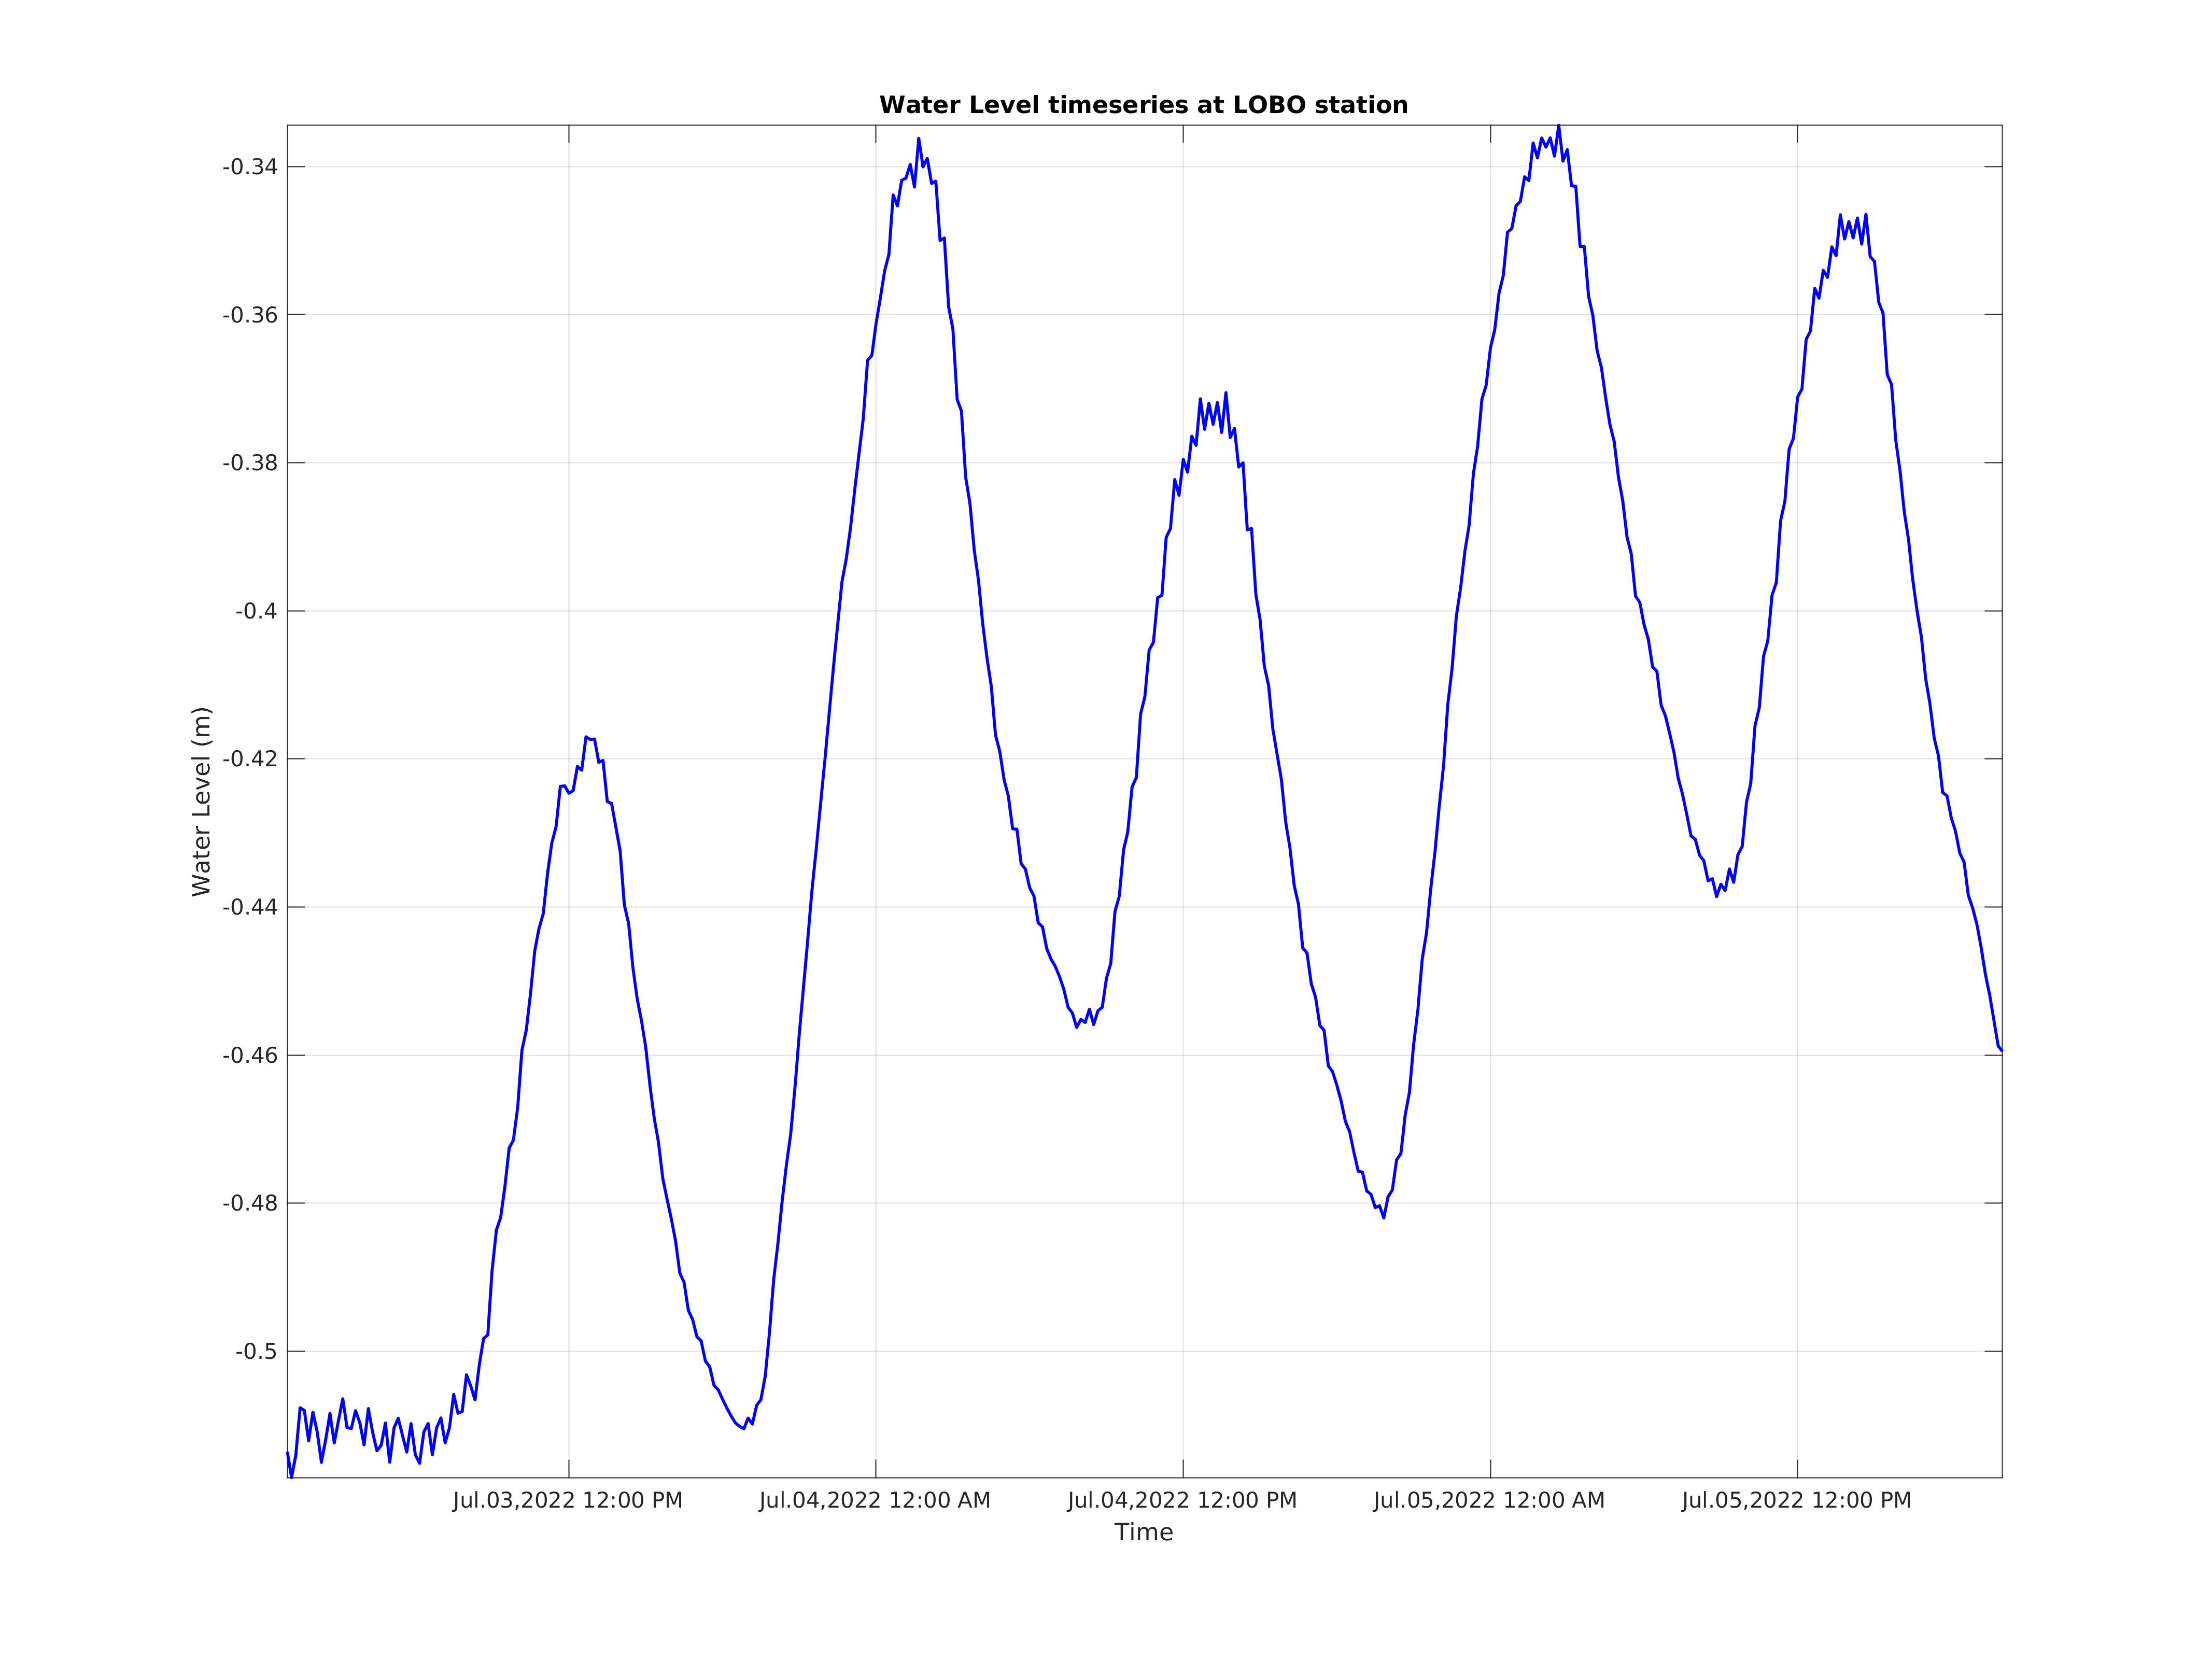 Water Level timeseries at LOBO station
-0.34
-0.36
-0.38
-0.4
-0.42
-0.44
-0.46
-0.48
-0.5
Water Level (m)
Jul.03,2022 12:00 PM
Jul.04,2022 12:00 AM
Jul.04,2022 12:00 PM
Jul.05,2022 12:00 AM
Jul.05,2022 12:00 PM
Time